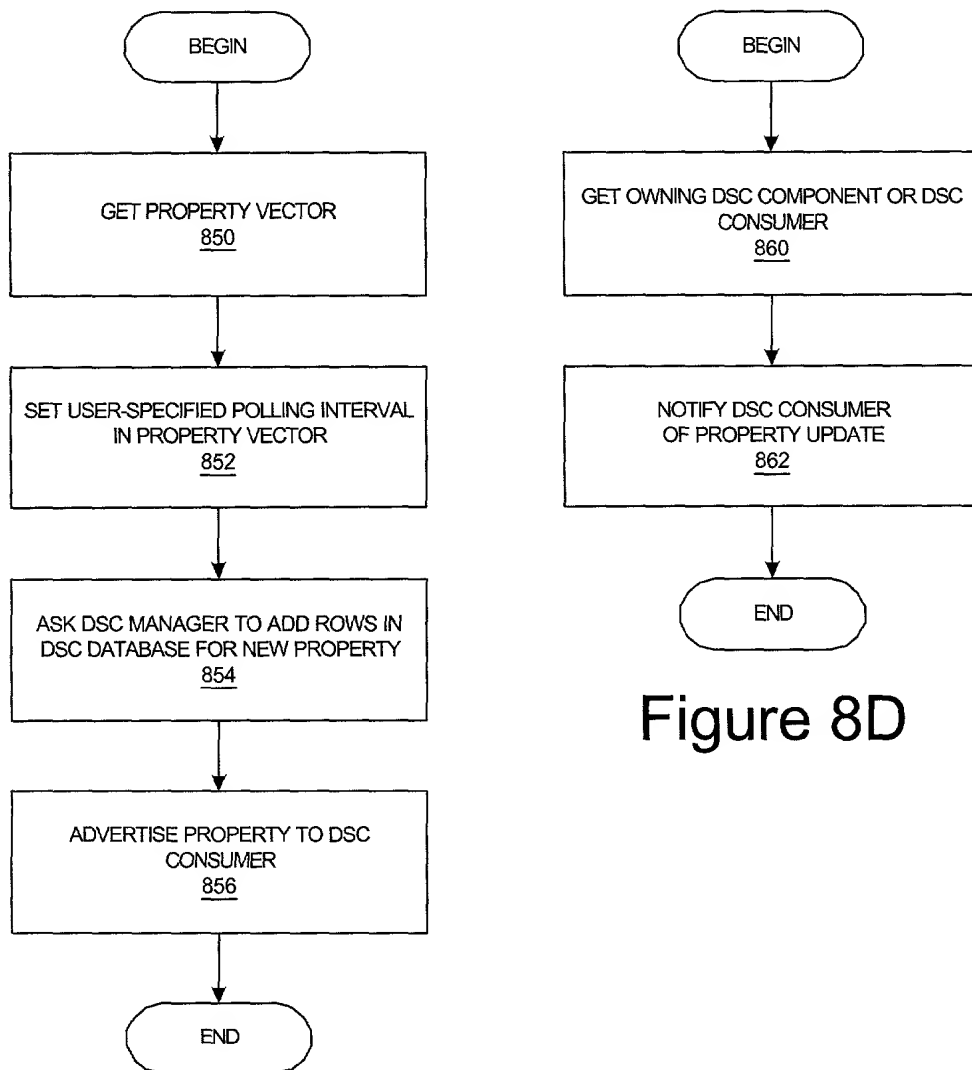 BEGIN
GET PROPERTY VECTOR
850
SET USER-SPECIFIED POLLING INTERVAL
IN PROPERTY VECTOR
852
ASK DSC MANAGER TO ADD ROWS IN
DSC DATABASE FOR NEW PROPERTY
854
ADVERTISE PROPERTY TO DSC
CONSUMER
856
END
BEGIN
GET OWNING DSC COMPONENT OR DSC
CONSUMER
860
NOTIFY DSC CONSUMER
OF PROPERTY UPDATE
862
END
Figure 8D